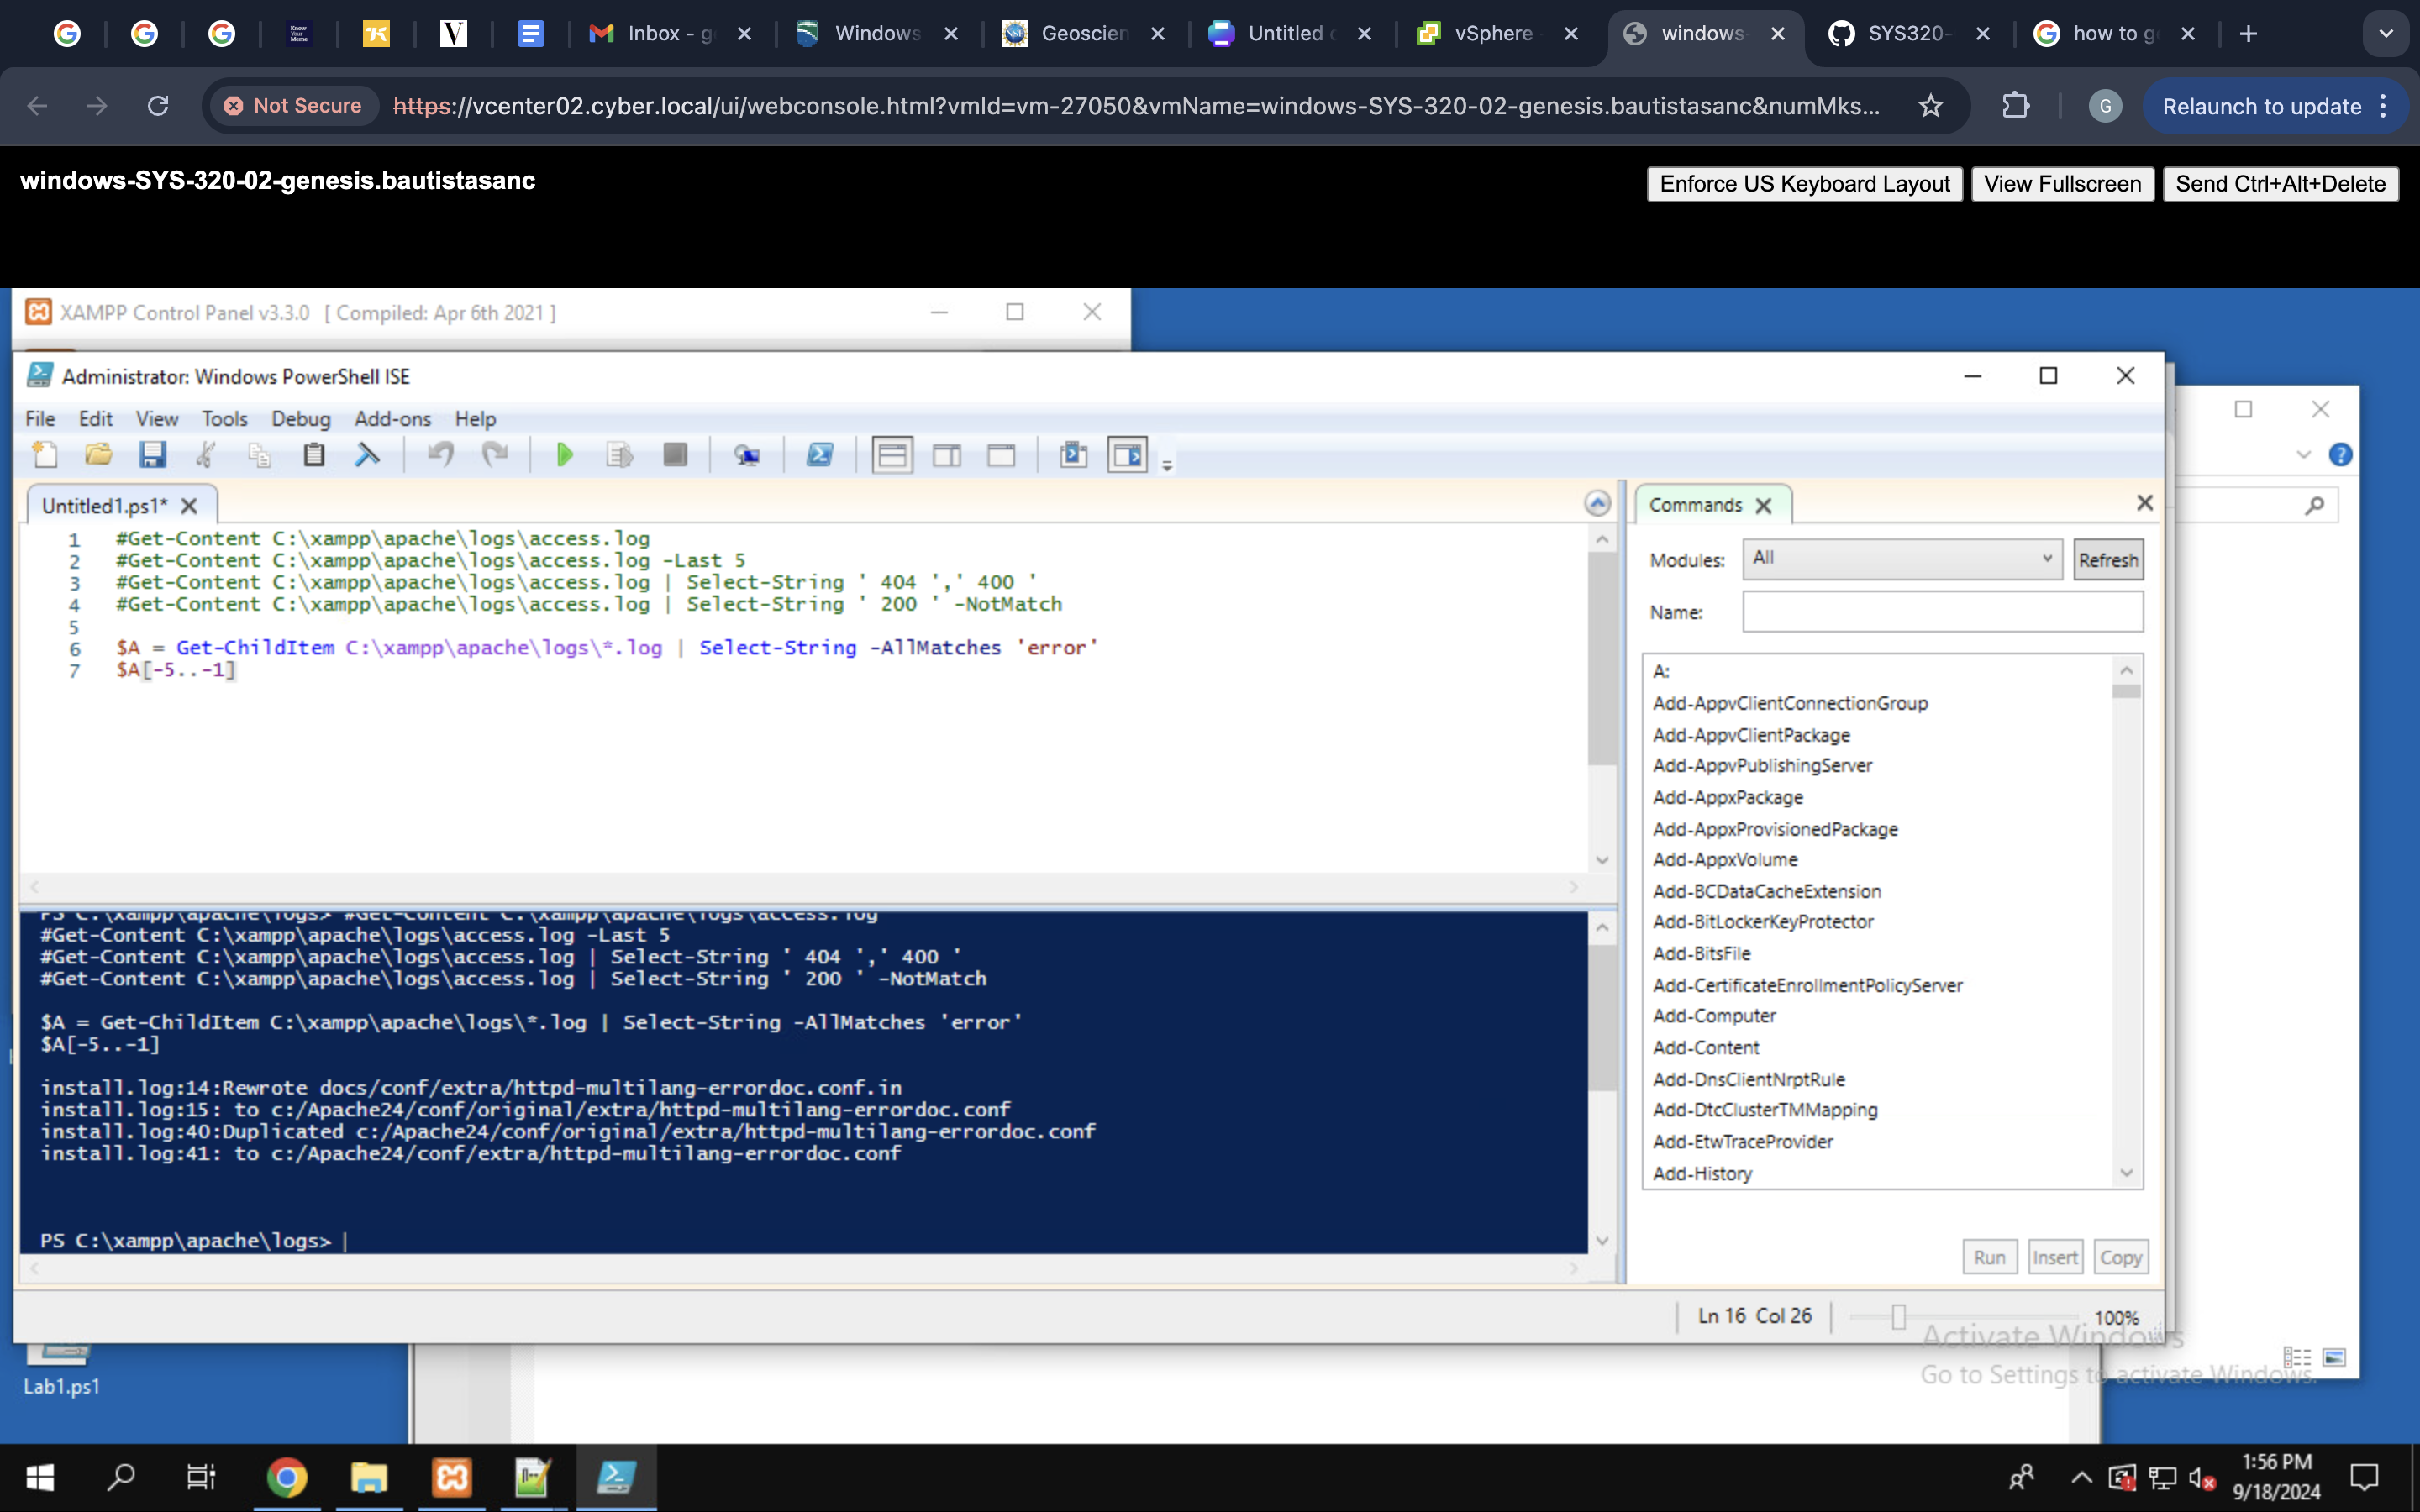 Inbox - g
Windows
Geoscien
Untitled
vSphere
windows-
SYS320-
how to g
Not Secure
https://vcenter02.cyber.local/ui/webconsole.html?vmId=vm-27050&vmName=windows-SYS-320-02-genesis.bautistasanc&numMks...
G
Relaunch to update
windows-SYS-320-02-genesis.bautistasanc
Enforce US Keyboard Layout
View Fullscreen
Send Ctrl+Alt+Delete
XAMPP Control Panel v3.3.0 [ Compiled: Apr 6th 2021 ]
Administrator: Windows PowerShell ISE
File Edit View Tools Debug Add-ons Help
Untitled1.ps1*
1 #Get-Content C:\xampp\apache\logs\access.log
2 #Get-Content C:\xampp\apache\logs\access.log -Last 5
3 #Get-Content C:\xampp\apache\logs\access.log | Select-String ' 404 ',' 400 '
4 #Get-Content C:\xampp\apache\logs\access.log | Select-String ' 200 ' -NotMatch
5
6 $A = Get-ChildItem C:\xampp\apache\logs\*.log | Select-String -AllMatches 'error'
7 $A[-5..-1]
PS C:\xampp\apache\logs> #Get-Content C:\xampp\apache\logs\access.log
#Get-Content C:\xampp\apache\logs\access.log -Last 5
#Get-Content C:\xampp\apache\logs\access.log | Select-String ' 404 ',' 400 '
#Get-Content C:\xampp\apache\logs\access.log | Select-String ' 200 ' -NotMatch
$A = Get-ChildItem C:\xampp\apache\logs\*.log | Select-String -AllMatches 'error'
$A[-5..-1]
install.log:14:Rewrote docs/conf/extra/httpd-multilang-errordoc.conf.in
install.log:15: to c:/Apache24/conf/original/extra/httpd-multilang-errordoc.conf
install.log:40:Duplicated c:/Apache24/conf/original/extra/httpd-multilang-errordoc.conf
install.log:41: to c:/Apache24/conf/extra/httpd-multilang-errordoc.conf
PS C:\xampp\apache\logs>
Commands
Modules: All Refresh
Name:
A:
Add-AppvClientConnectionGroup
Add-AppvClientPackage
Add-AppvPublishingServer
Add-AppxPackage
Add-AppxProvisionedPackage
Add-AppxVolume
Add-BCDataCacheExtension
Add-BitLockerKeyProtector
Add-BitsFile
Add-CertificateEnrollmentPolicyServer
Add-Computer
Add-Content
Add-DnsClientNrptRule
Add-DtcClusterTMMapping
Add-EtwTraceProvider
Add-History
Run Insert Copy
Ln 16 Col 26
100%
Activate Windows
Go to Settings to activate Windows.
Lab1.ps1
1:56 PM
9/18/2024